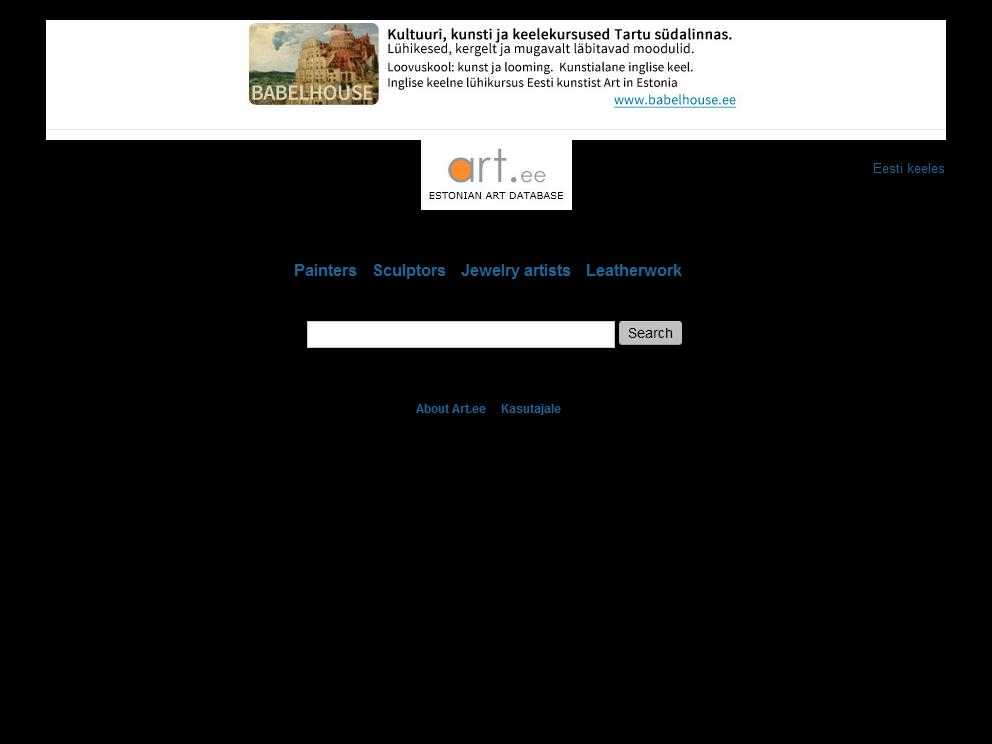 Kultuuri, kunsti ja keelekursused Tartu südalinnas.
Lühikesed, kergelt ja mugavalt läbitavad moodulid.
Loovuskool: kunst ja looming. Kunstialane inglise keel.
Inglise keelne lühikursus Eesti kunstist Art in Estonia
BABELHOUSE
www.babelhouse.ee
art.ee
ESTONIAN ART DATABASE
Eesti keeles
Painters Sculptors Jewelry artists Leatherwork
Search
About Art.ee Kasutajale